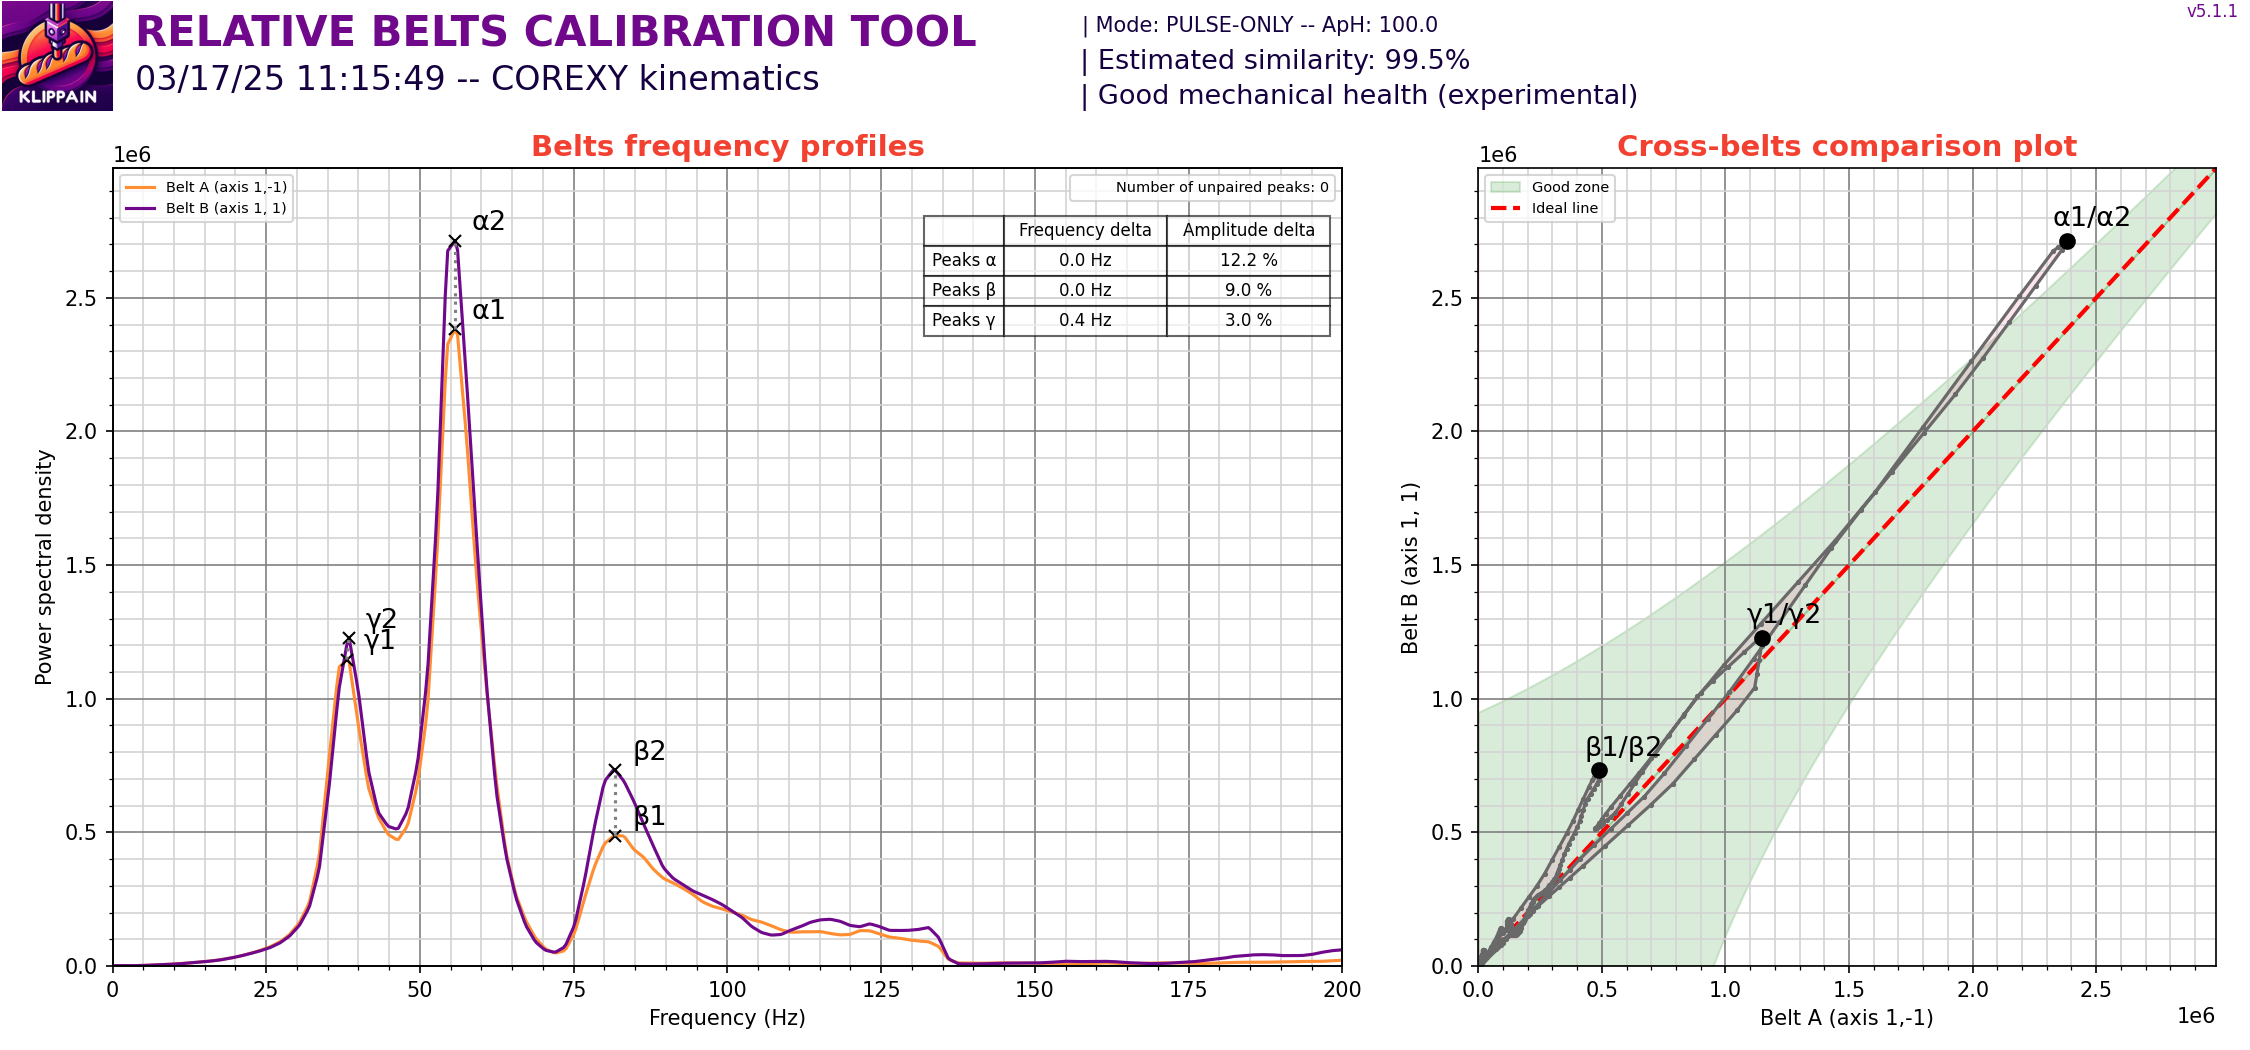 KLIPPAIN
RELATIVE BELTS CALIBRATION TOOL
03/17/25 11:15:49 -- COREXY kinematics
| Mode: PULSE-ONLY -- ApH: 100.0
| Estimated similarity: 99.5%
| Good mechanical health (experimental)
v5.1.1
Belts frequency profiles
1e6
Belt A (axis 1,-1)
Belt B (axis 1, 1)
Number of unpaired peaks: 0
Frequency delta Amplitude delta
Peaks α 0.0 Hz 12.2 %
Peaks β 0.0 Hz 9.0 %
Peaks γ 0.4 Hz 3.0 %
α2
α1
γ2
γ1
β2
β1
Power spectral density
2.5
2.0
1.5
1.0
0.5
0.0
0 25 50 75 100 125 150 175 200
Frequency (Hz)
Cross-belts comparison plot
1e6
Good zone
Ideal line
α1/α2
γ1/γ2
β1/β2
Belt B (axis 1, 1)
2.5
2.0
1.5
1.0
0.5
0.0
0.0 0.5 1.0 1.5 2.0 2.5
Belt A (axis 1,-1)
1e6